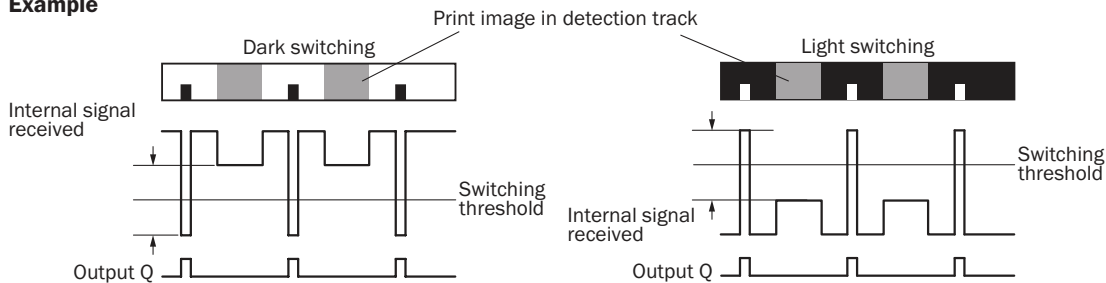 Example
Print image in detection track
Dark switching
Light switching
Internal signal
received
Switching
threshold
Output Q
Switching
threshold
Internal signal
received
Output Q